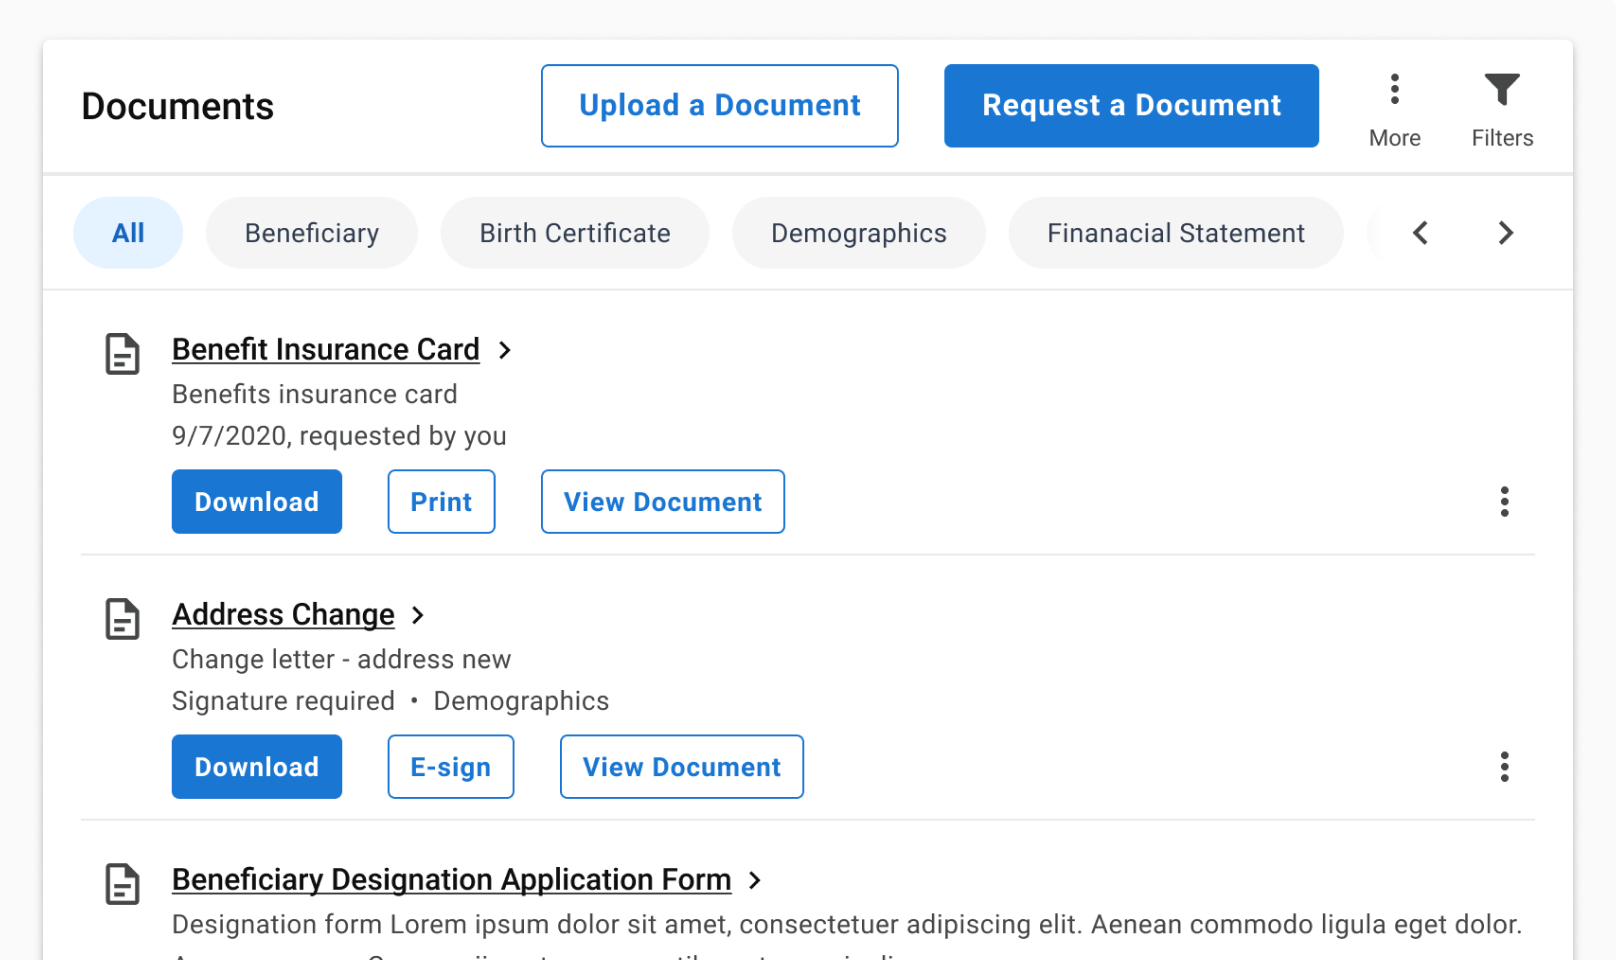 Documents
Upload a Document
Request a Document
More
Filters
All
Beneficiary
Birth Certificate
Demographics
Finanacial Statement
Benefit Insurance Card
Benefits insurance card
9/7/2020, requested by you
Download
Print
View Document
Address Change
Change letter - address new
Signature required • Demographics
Download
E-sign
View Document
Beneficiary Designation Application Form
Designation form Lorem ipsum dolor sit amet, consectetuer adipiscing elit. Aenean commodo ligula eget dolor.